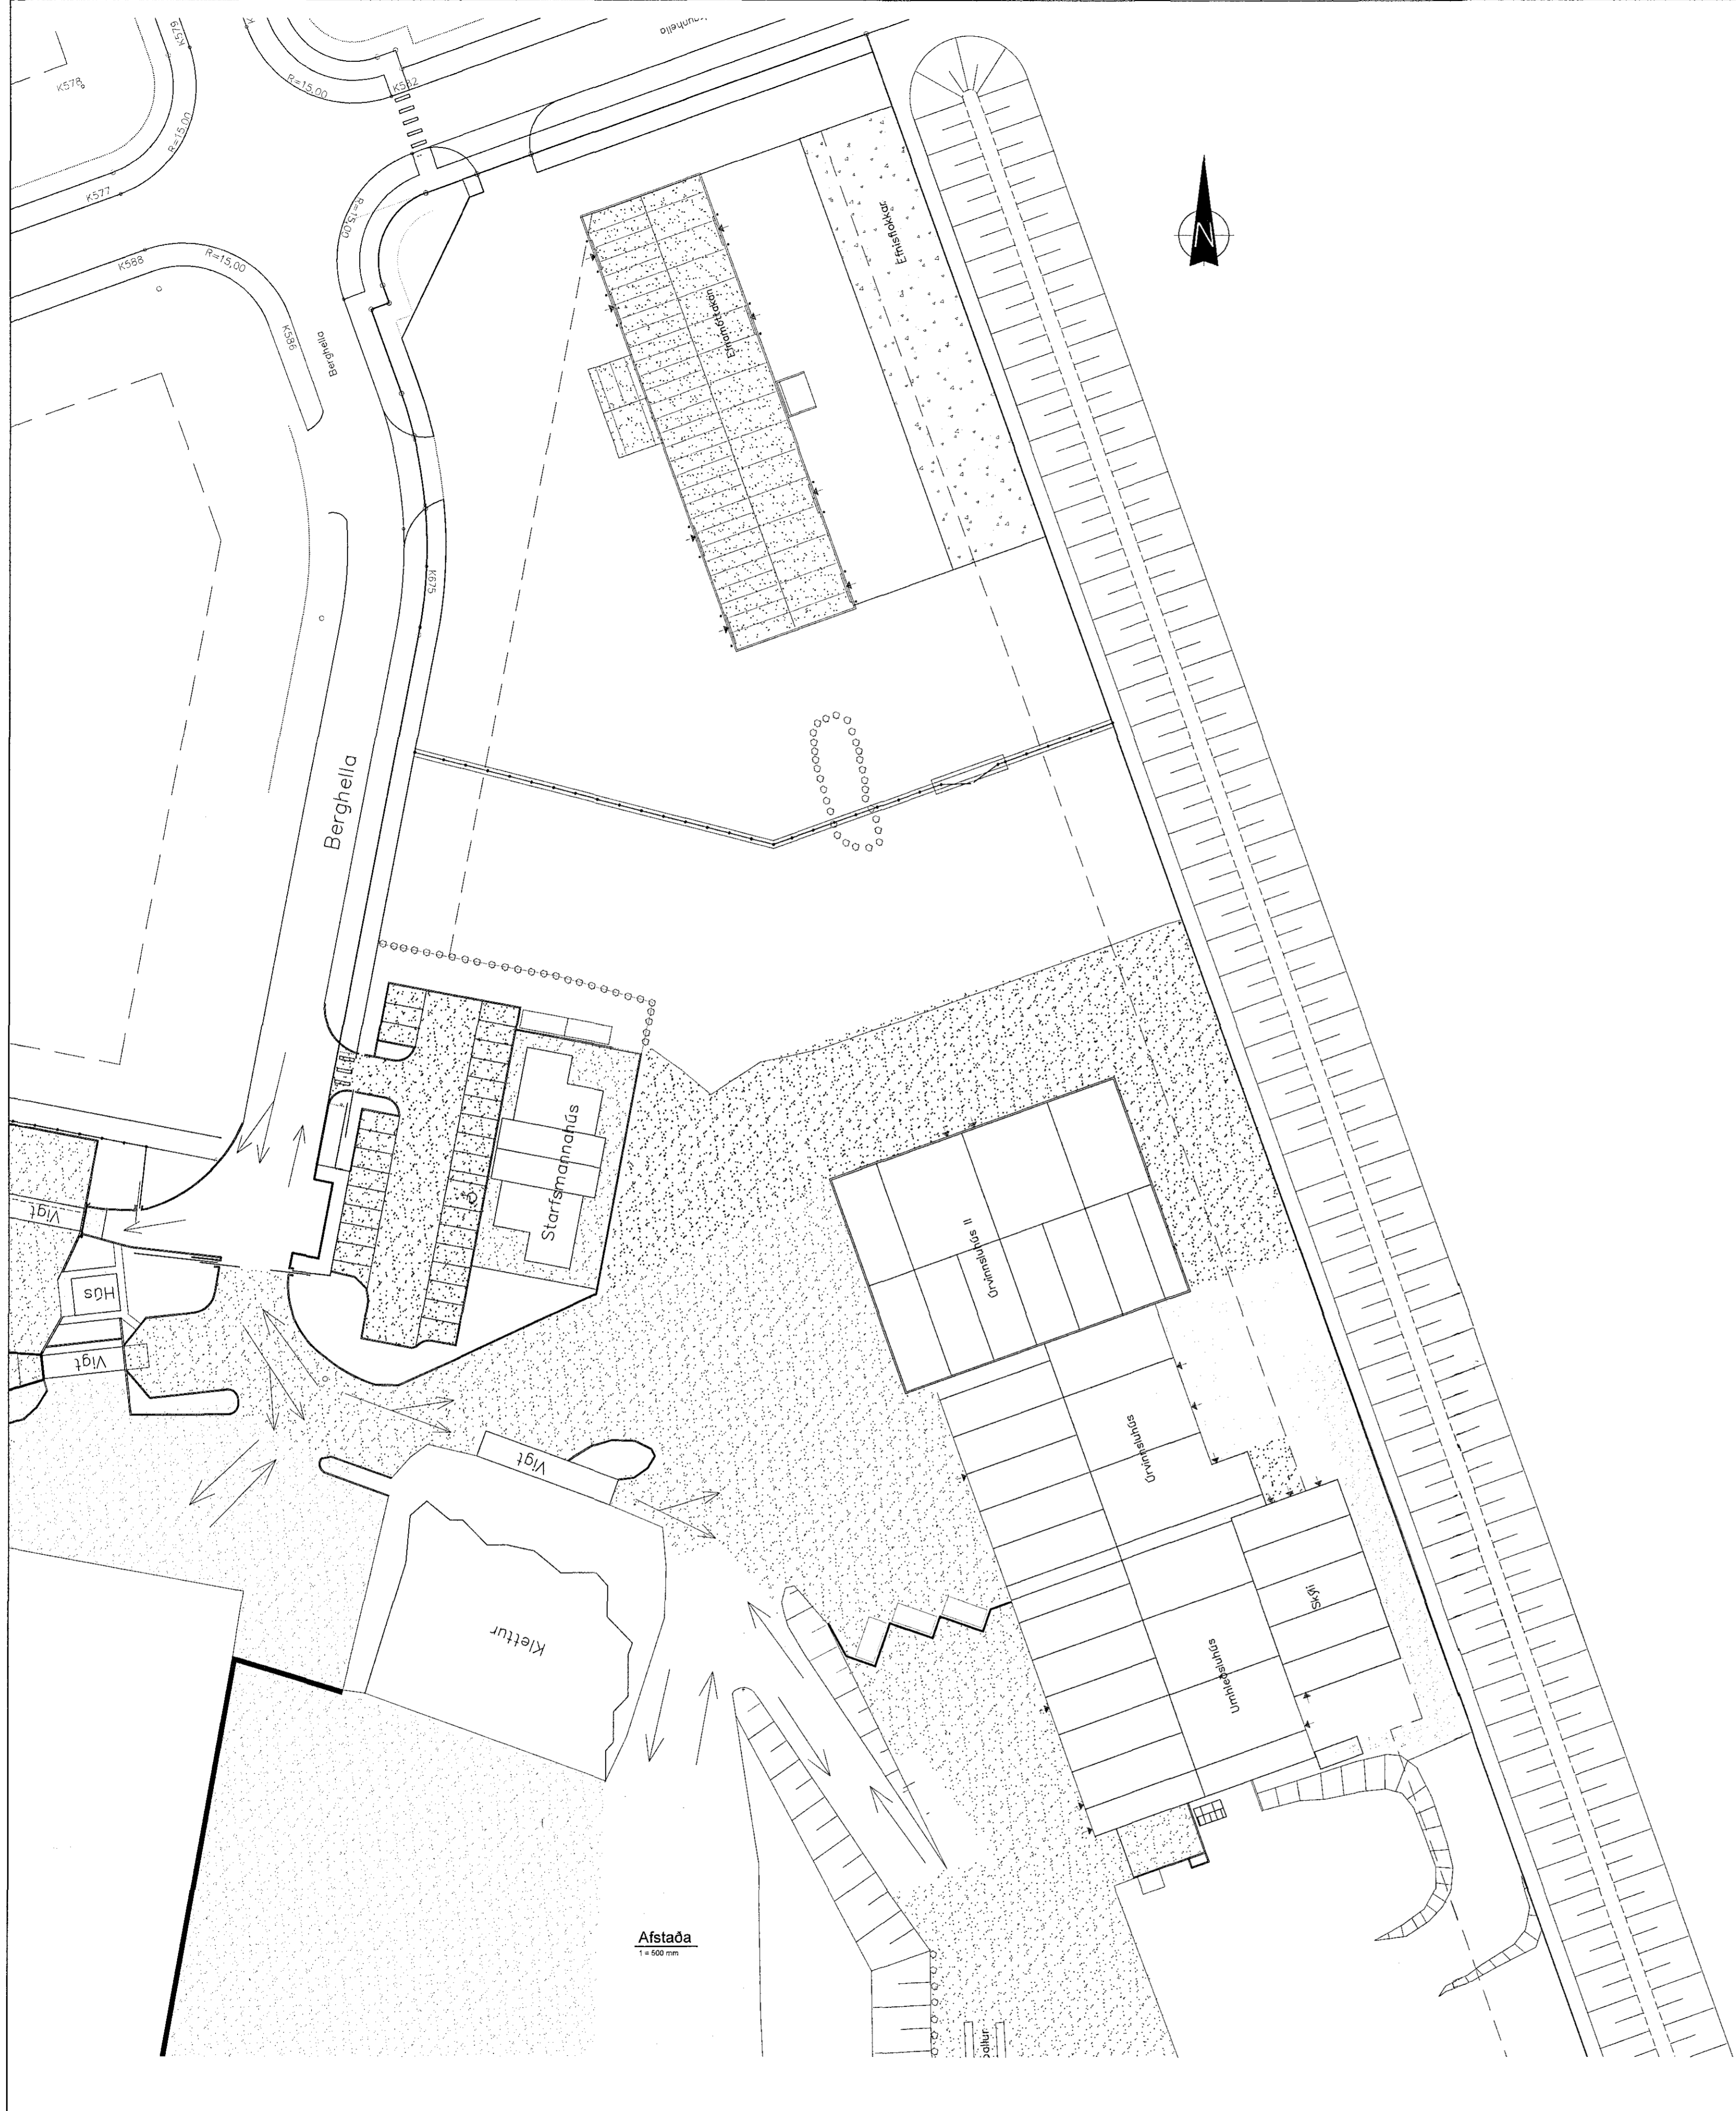 K579
K578
R=15,00
K577
K588
R=15,00
K586
Berghella
R=15,00
K582
R=15,00
N
Efnisflokkar
Efnamóttakan
K675
Berghella
Starfsmannahús
Vigt
Hús
Vigt
Vigt
Klettur
Úrvinnsluhús II
Úrvinnsluhús
Skýli
Umhleðsluhús
Afstaða
1 = 500 mm